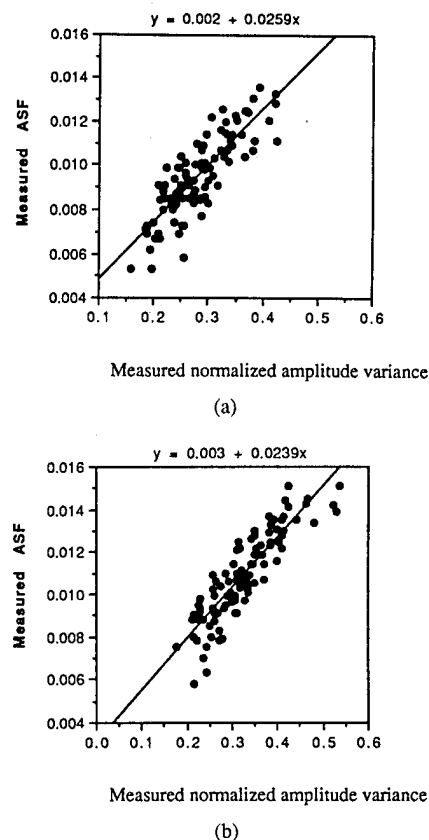 y = 0.002 + 0.0259x
0.016
0.014
0.012
0.010
0.008
0.006
0.004
Measured ASF
0.1 0.2 0.3 0.4 0.5 0.6
Measured normalized amplitude variance
(a)
y = 0.003 + 0.0239x
0.016
0.014
0.012
0.010
0.008
0.006
0.004
Measured ASF
0.0 0.1 0.2 0.3 0.4 0.5 0.6
Measured normalized amplitude variance
(b)